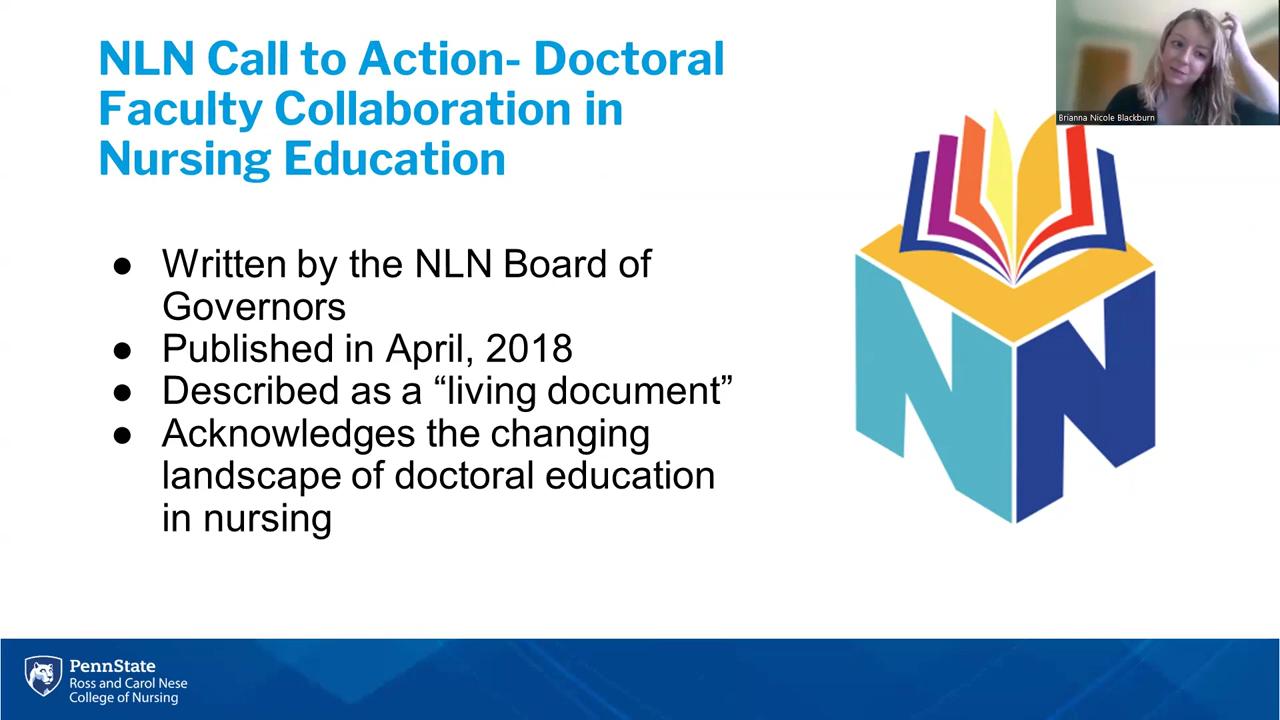 NLN Call to Action- Doctoral
Faculty Collaboration in
Nursing Education
Brianna Nicole Blackburn
● Written by the NLN Board of
Governors
● Published in April, 2018
● Described as a “living document”
● Acknowledges the changing
landscape of doctoral education
in nursing
N N
PennState
Ross and Carol Nese
College of Nursing